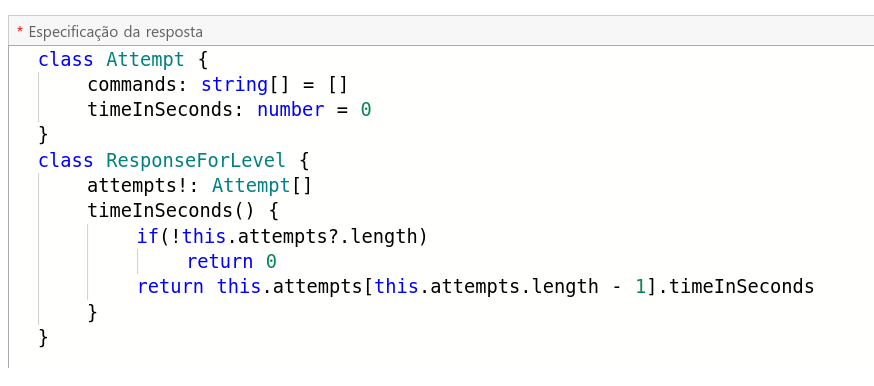 * Especificação da resposta
class Attempt {
commands: string[] = []
timeInSeconds: number = 0
}
class ResponseForLevel {
attempts!: Attempt[]
timeInSeconds() {
if(!this.attempts?.length)
return 0
return this.attempts[this.attempts.length - 1].timeInSeconds
}
}